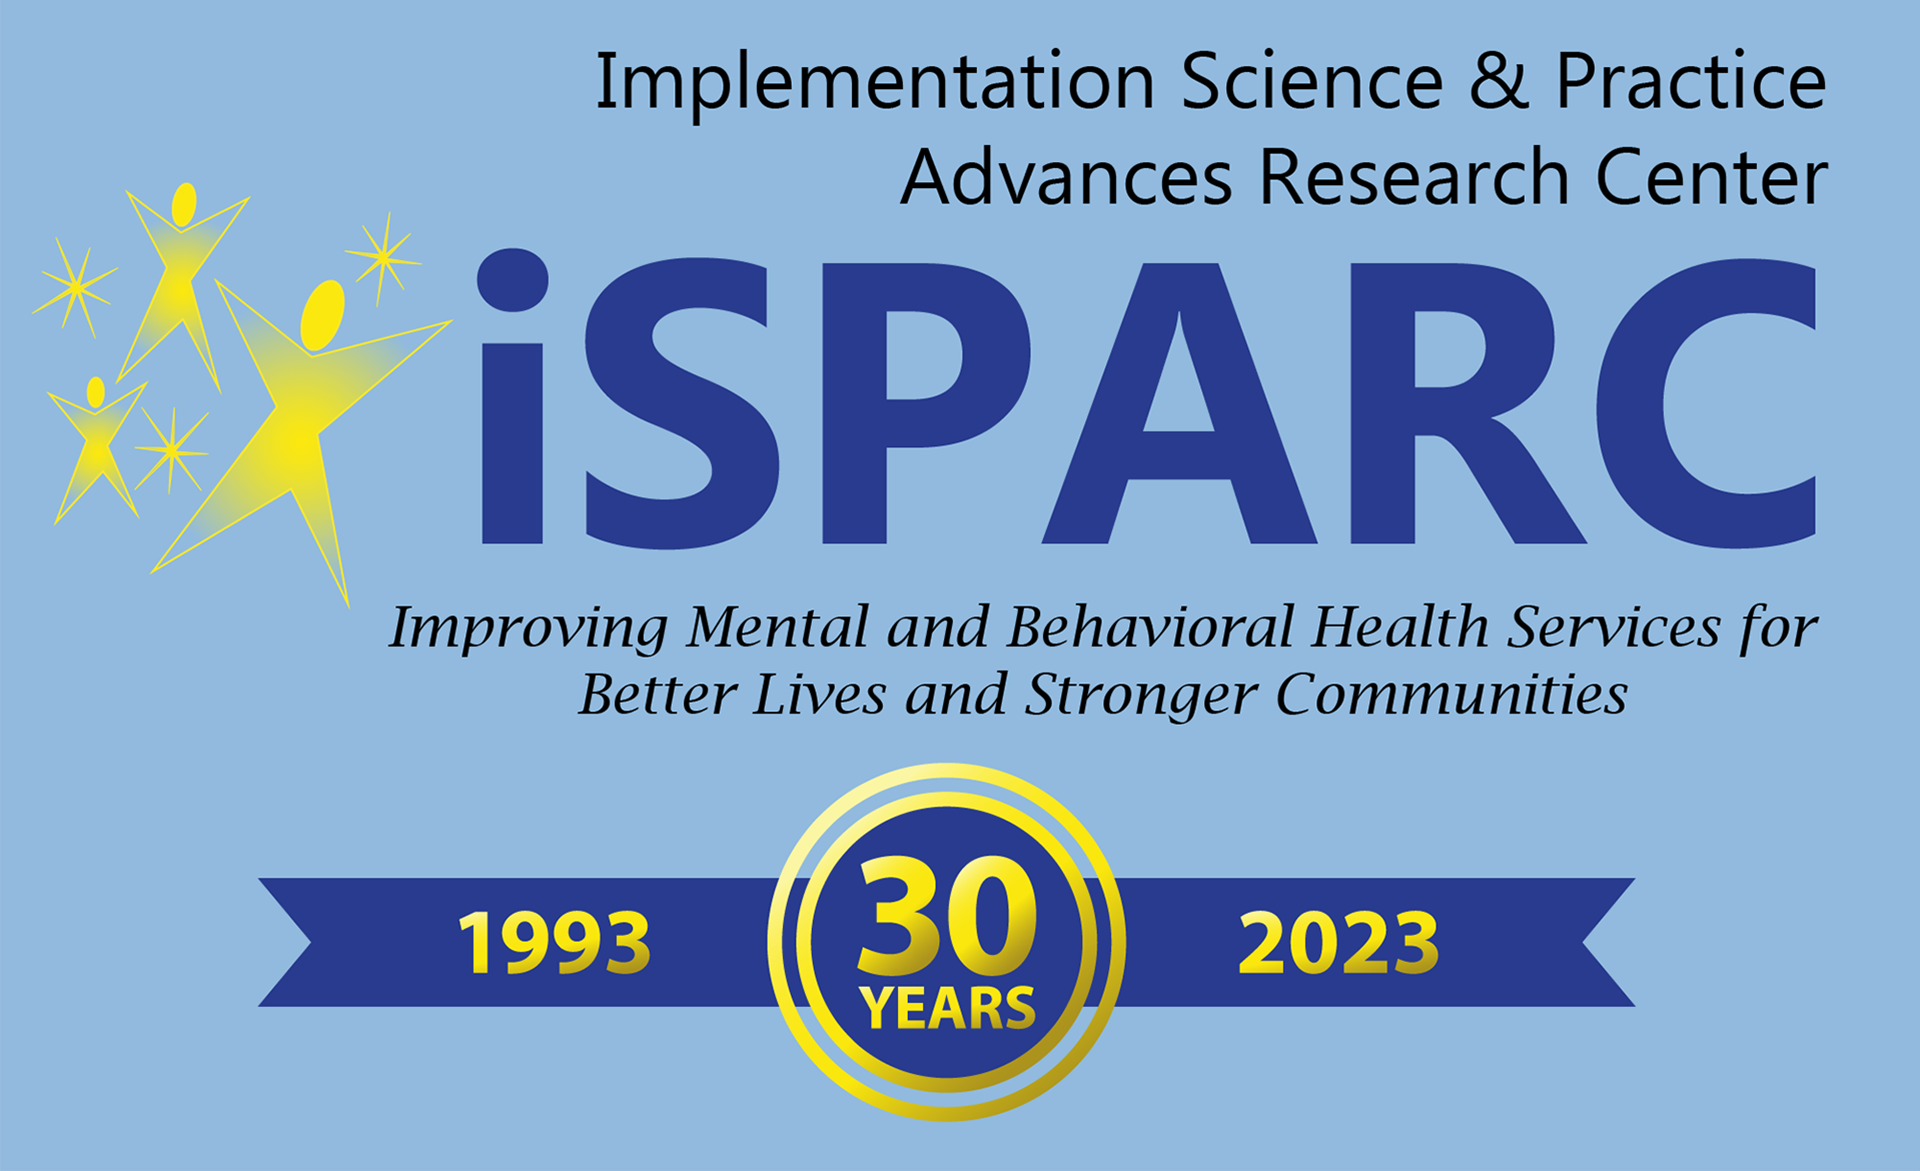 Implementation Science & Practice
Advances Research Center
iSPARC
Improving Mental and Behavioral Health Services for
Better Lives and Stronger Communities
1993
30
YEARS
2023